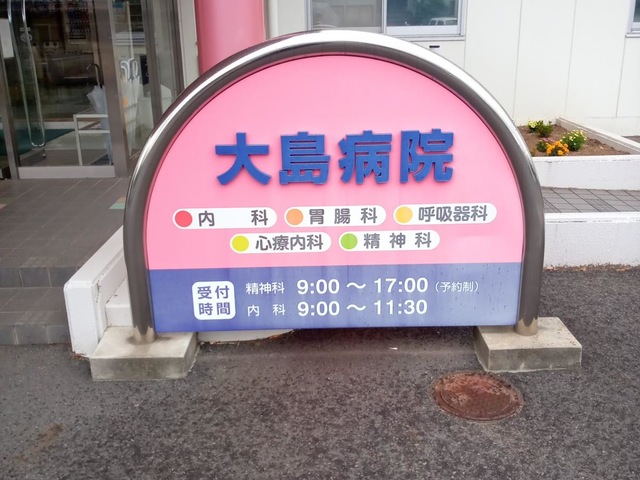 大島病院
内科 胃腸科 呼吸器科
心療内科 精神科
受付時間
精神科 9:00 〜 17:00 (予約制)
内科 9:00 〜 11:30